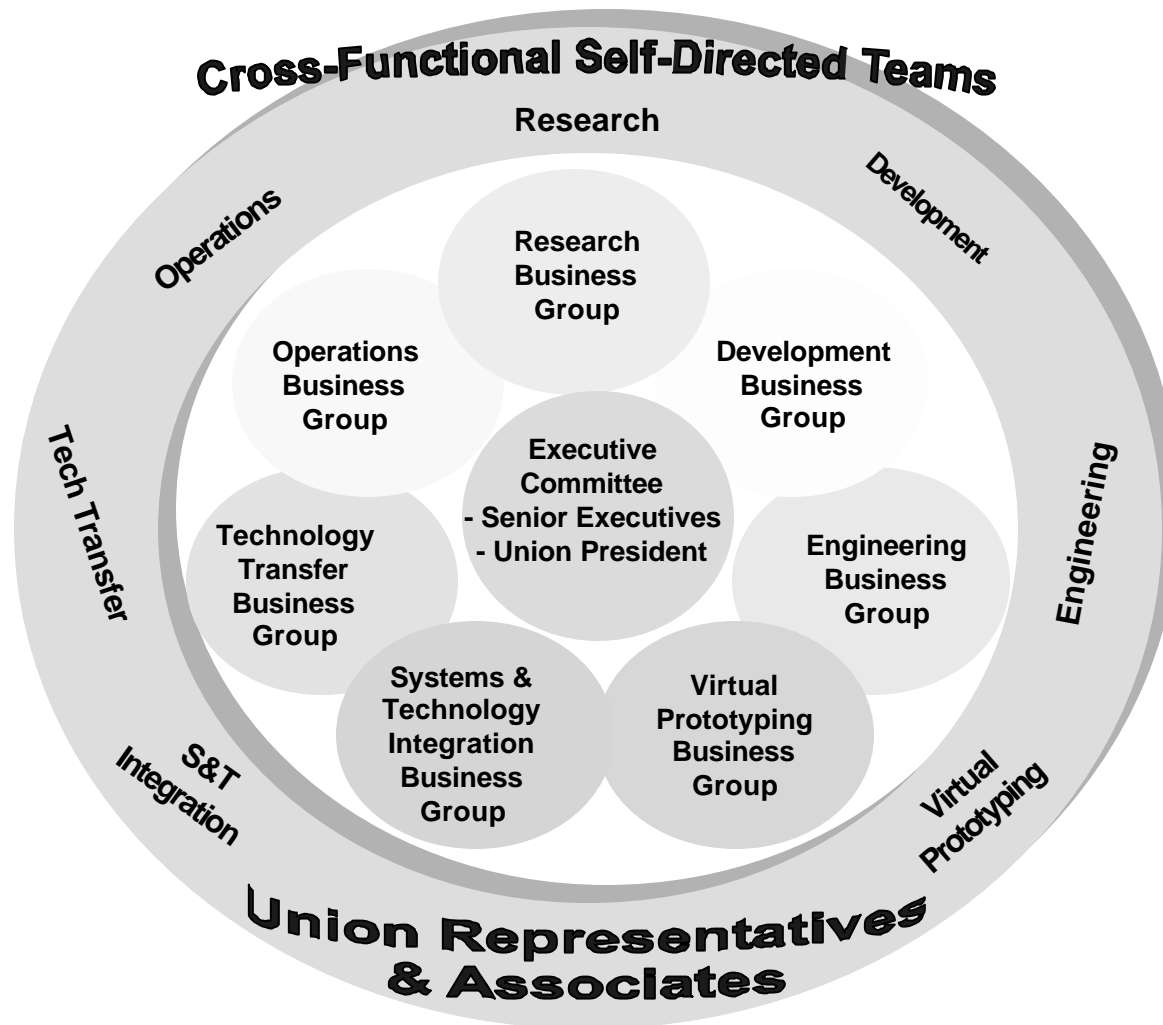 Cross-Functional Self-Directed Teams
Research
Development
Operations
Research
Business
Group
Operations
Business
Group
Development
Business
Group
Executive
Committee
- Senior Executives
- Union President
Tech Transfer
Engineering
Technology
Transfer
Business
Group
Engineering
Business
Group
Systems &
Technology
Integration
Business
Group
Virtual
Prototyping
Business
Group
S&T
Integration
Virtual
Prototyping
Union Representatives
& Associates